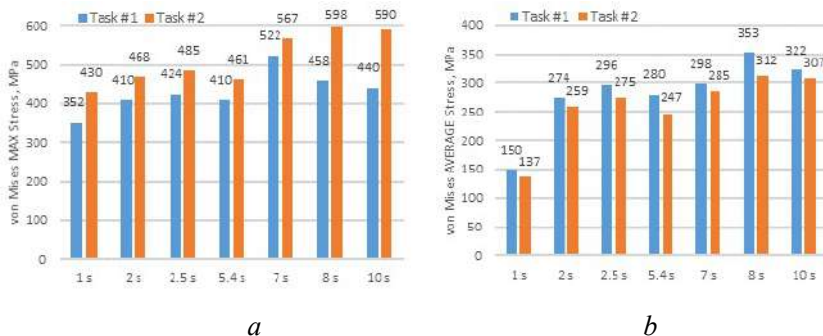 Task #1 Task #2
von Mises MAX Stress, MPa
600
500
400
300
200
100
0
352 430 410 468 424 485 410 461 522 567 458 598 440 590
1 s 2 s 2.5 s 5.4 s 7 s 8 s 10 s
a
Task #1 Task #2
von Mises AVERAGE Stress, MPa
400
350
300
250
200
150
100
50
0
150 137 274 259 296 275 280 247 298 285 353 312 322 307
1 s 2 s 2.5 s 5.4 s 7 s 8 s 10 s
b